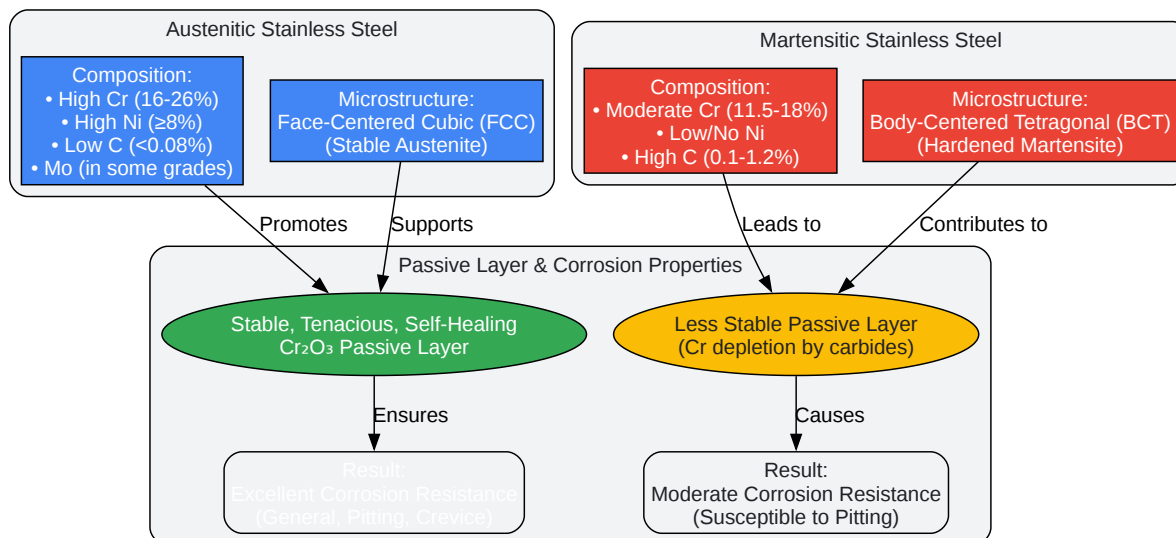 Austenitic Stainless Steel
Composition:
• High Cr (16-26%)
• High Ni (≥8%)
• Low C (<0.08%)
• Mo (in some grades)
Microstructure:
Face-Centered Cubic (FCC)
(Stable Austenite)
Martensitic Stainless Steel
Composition:
• Moderate Cr (11.5-18%)
• Low/No Ni
• High C (0.1-1.2%)
Microstructure:
Body-Centered Tetragonal (BCT)
(Hardened Martensite)
Promotes
Supports
Leads to
Contributes to
Passive Layer & Corrosion Properties
Stable, Tenacious, Self-Healing
Cr₂O₃ Passive Layer
Less Stable Passive Layer
(Cr depletion by carbides)
Ensures
Causes
Result:
Excellent Corrosion Resistance
(General, Pitting, Crevice)
Result:
Moderate Corrosion Resistance
(Susceptible to Pitting)